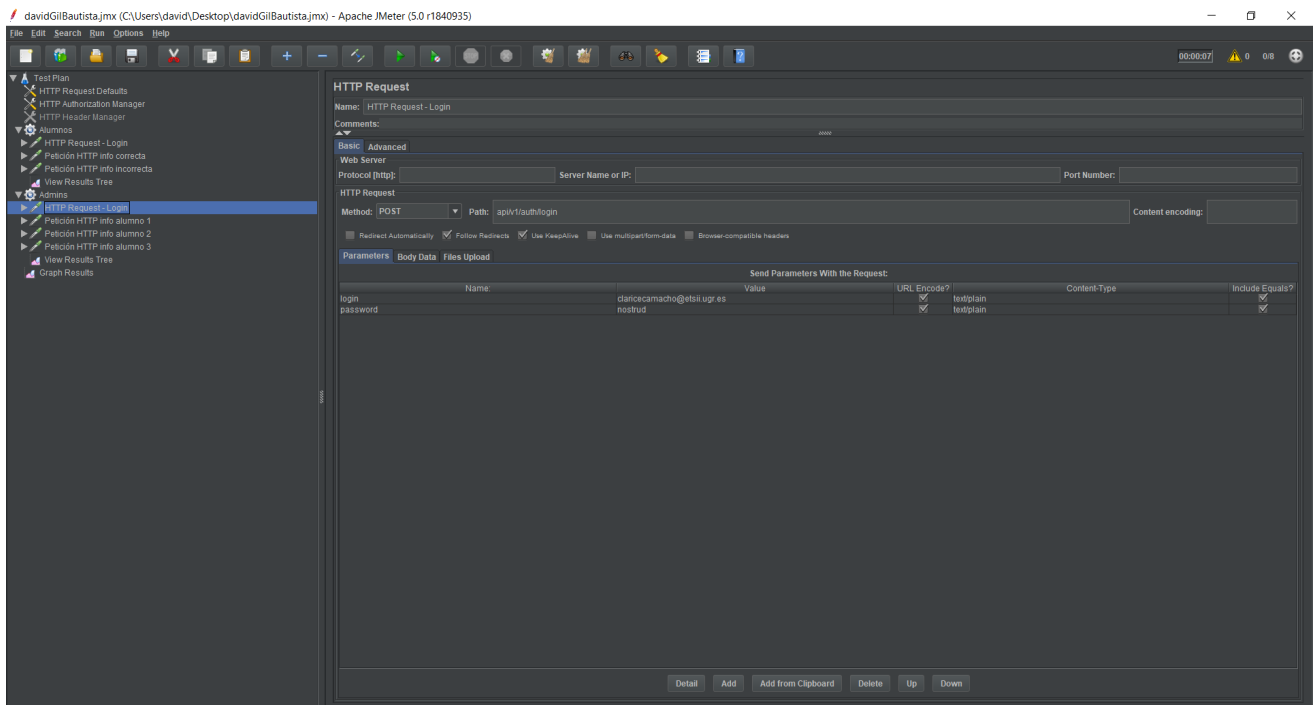 davidGilBautista.jmx (C:\Users\david\Desktop\davidGilBautista.jmx) - Apache JMeter (5.0 r1840935)
File Edit Search Run Options Help
00:00:07 0 0/8
Test Plan
HTTP Request Defaults
HTTP Authorization Manager
HTTP Header Manager
Alumnos
HTTP Request - Login
Petición HTTP info correcta
Petición HTTP info incorrecta
View Results Tree
Admins
HTTP Request - Login
Petición HTTP info alumno 1
Petición HTTP info alumno 2
Petición HTTP info alumno 3
View Results Tree
Graph Results
HTTP Request
Name: HTTP Request - Login
Comments:
Basic Advanced
Web Server
Protocol [http]: Server Name or IP: Port Number:
HTTP Request
Method: POST Path: api/v1/auth/login Content encoding:
Redirect Automatically Follow Redirects Use KeepAlive Use multipart/form-data Browser-compatible headers
Parameters Body Data Files Upload
Send Parameters With the Request:
Name: Value URL Encode? Content-Type Include Equals?
login claricecamacho@etsii.ugr.es text/plain
password nostrud text/plain
Detail Add Add from Clipboard Delete Up Down